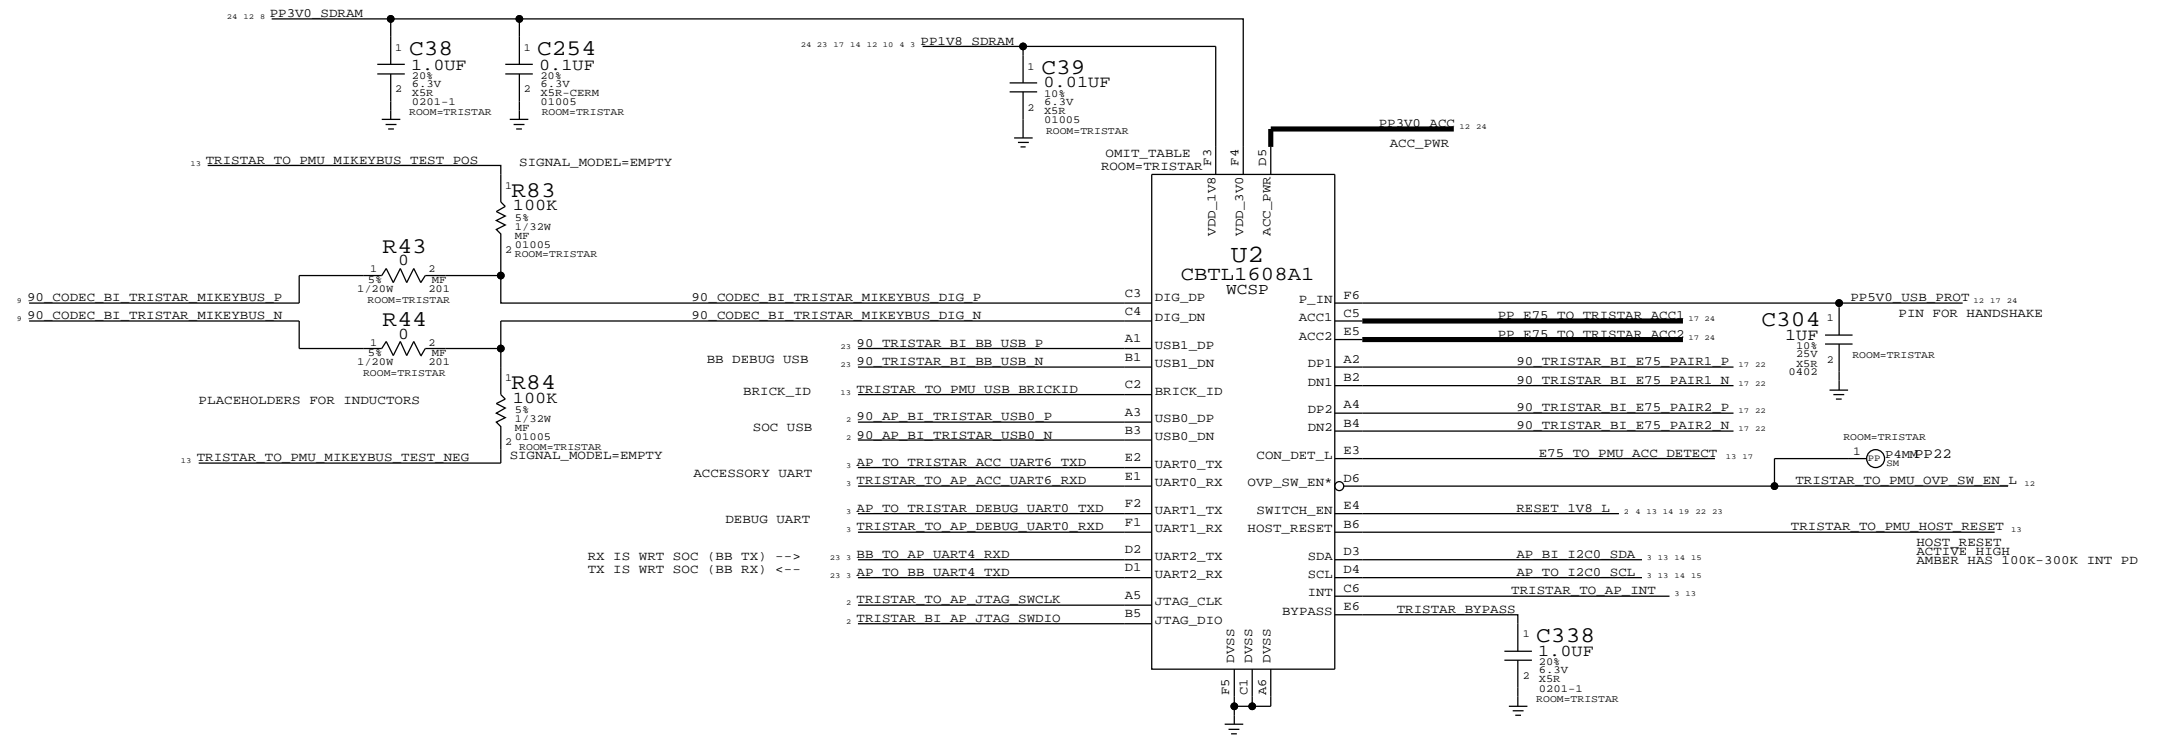 24 12 8 PP3V0_SDRAM
1 C38
1.0UF
20%
6.3V
2 X5R
0201-1
ROOM=TRISTAR
1 C254
0.1UF
20%
6.3V
2 X5R-CERM
01005
ROOM=TRISTAR
24 23 17 14 12 10 4 3 PP1V8_SDRAM
1 C39
0.01UF
10%
6.3V
2 X5R
01005
ROOM=TRISTAR
PP3V0_ACC 12 24
ACC_PWR
OMIT_TABLE
ROOM=TRISTAR
F3
F4
D5
VDD_1V8
VDD_3V0
ACC_PWR
13 TRISTAR_TO_PMU_MIKEYBUS_TEST_POS
SIGNAL_MODEL=EMPTY
1 R83
100K
5%
1/32W
MF
2 01005
ROOM=TRISTAR
R43
0
1 2
5% MF
1/20W 201
ROOM=TRISTAR
9 90_CODEC_BI_TRISTAR_MIKEYBUS_P
9 90_CODEC_BI_TRISTAR_MIKEYBUS_N
R44
0
1 2
5% MF
1/20W 201
ROOM=TRISTAR
1 R84
100K
5%
1/32W
MF
2 01005
ROOM=TRISTAR
SIGNAL_MODEL=EMPTY
PLACEHOLDERS FOR INDUCTORS
13 TRISTAR_TO_PMU_MIKEYBUS_TEST_NEG
U2
CBTL1608A1
WCSP
90_CODEC_BI_TRISTAR_MIKEYBUS_DIG_P C3 DIG_DP
90_CODEC_BI_TRISTAR_MIKEYBUS_DIG_N C4 DIG_DN
BB DEBUG USB
23 90_TRISTAR_BI_BB_USB_P A1 USB1_DP
23 90_TRISTAR_BI_BB_USB_N B1 USB1_DN
BRICK_ID 13 TRISTAR_TO_PMU_USB_BRICKID C2 BRICK_ID
SOC USB
2 90_AP_BI_TRISTAR_USB0_P A3 USB0_DP
2 90_AP_BI_TRISTAR_USB0_N B3 USB0_DN
ACCESSORY UART
3 AP_TO_TRISTAR_ACC_UART6_TXD E2 UART0_TX
3 TRISTAR_TO_AP_ACC_UART6_RXD E1 UART0_RX
DEBUG UART
3 AP_TO_TRISTAR_DEBUG_UART0_TXD F2 UART1_TX
3 TRISTAR_TO_AP_DEBUG_UART0_RXD F1 UART1_RX
RX IS WRT SOC (BB TX) --> 23 3 BB_TO_AP_UART4_RXD D2 UART2_TX
TX IS WRT SOC (BB RX) <-- 23 3 AP_TO_BB_UART4_TXD D1 UART2_RX
2 TRISTAR_TO_AP_JTAG_SWCLK A5 JTAG_CLK
2 TRISTAR_BI_AP_JTAG_SWDIO B5 JTAG_DIO
P_IN F6 PP5V0_USB_PROT 12 17 24
PIN FOR HANDSHAKE
ACC1 C5 PP_E75_TO_TRISTAR_ACC1 17 24
ACC2 E5 PP_E75_TO_TRISTAR_ACC2 17 24
C304 1
1UF
10%
25V
X5R 2
0402
ROOM=TRISTAR
DP1 A2 90_TRISTAR_BI_E75_PAIR1_P 17 22
DN1 B2 90_TRISTAR_BI_E75_PAIR1_N 17 22
DP2 A4 90_TRISTAR_BI_E75_PAIR2_P 17 22
DN2 B4 90_TRISTAR_BI_E75_PAIR2_N 17 22
CON_DET_L E3 E75_TO_PMU_ACC_DETECT 13 17
ROOM=TRISTAR
1 PP P4MM PP22
SM
OVP_SW_EN* D6 TRISTAR_TO_PMU_OVP_SW_EN_L 12
SWITCH_EN E4 RESET_1V8_L 2 4 13 14 19 22 23
HOST_RESET B6 TRISTAR_TO_PMU_HOST_RESET 13
HOST_RESET
ACTIVE HIGH
AMBER HAS 100K-300K INT PD
SDA D3 AP_BI_I2C0_SDA 3 13 14 15
SCL D4 AP_TO_I2C0_SCL 3 13 14 15
INT C6 TRISTAR_TO_AP_INT 3 13
BYPASS E6 TRISTAR_BYPASS
1 C338
1.0UF
20%
6.3V
2 X5R
0201-1
ROOM=TRISTAR
DVSS
DVSS
DVSS
F5
C1
A6